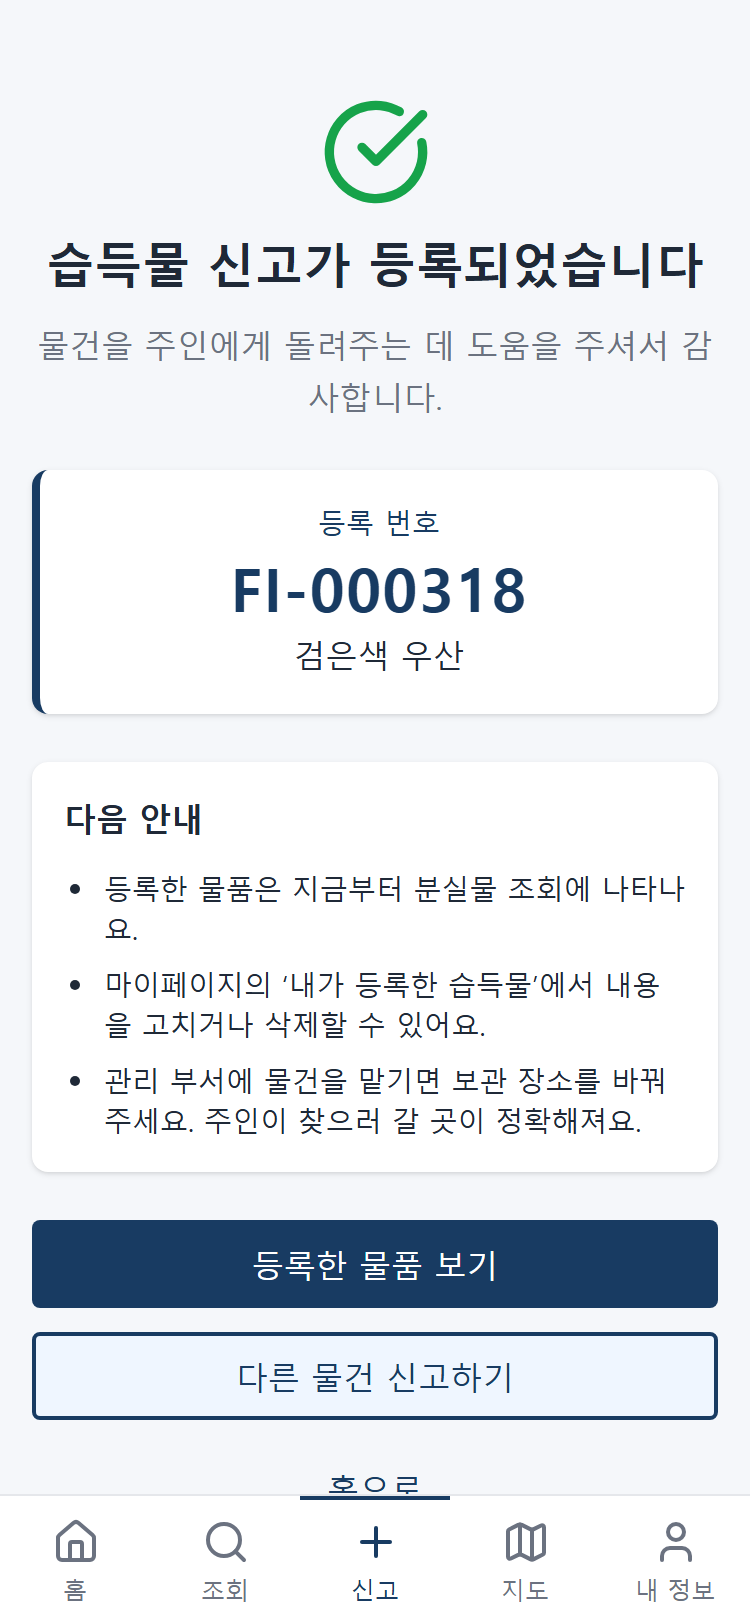 습득물 신고가 등록되었습니다
물건을 주인에게 돌려주는 데 도움을 주셔서 감
사합니다.
등록 번호
FI-000318
검은색 우산
다음 안내
• 등록한 물품은 지금부터 분실물 조회에 나타나
요.
• 마이페이지의 ‘내가 등록한 습득물’에서 내용
을 고치거나 삭제할 수 있어요.
• 관리 부서에 물건을 맡기면 보관 장소를 바꿔
주세요. 주인이 찾으러 갈 곳이 정확해져요.
등록한 물품 보기
다른 물건 신고하기
홈으로
홈
조회
신고
지도
내 정보